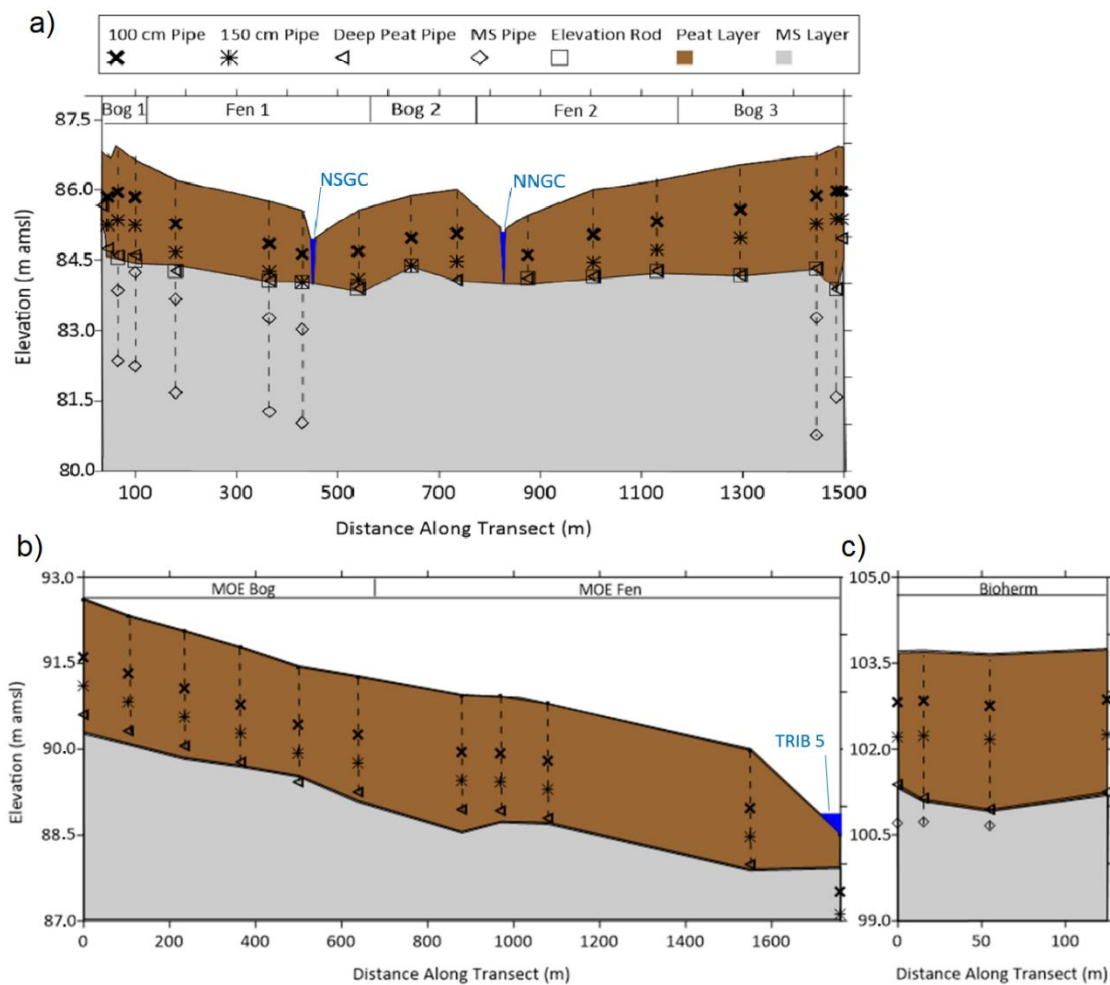 a)
100 cm Pipe 150 cm Pipe Deep Peat Pipe MS Pipe Elevation Rod Peat Layer MS Layer
Bog 1 Fen 1 Bog 2 Fen 2 Bog 3
87.5
NSGC NNGC
86.0
84.5
83.0
81.5
80.0
Elevation (m amsl)
100 300 500 700 900 1100 1300 1500
Distance Along Transect (m)
b)
MOE Bog MOE Fen
93.0
91.5
90.0
88.5
87.0
Elevation (m amsl)
TRIB 5
0 200 400 600 800 1000 1200 1400 1600
Distance Along Transect (m)
c)
Bioherm
105.0
103.5
102.0
100.5
99.0
0 50 100
Distance Along Transect (m)